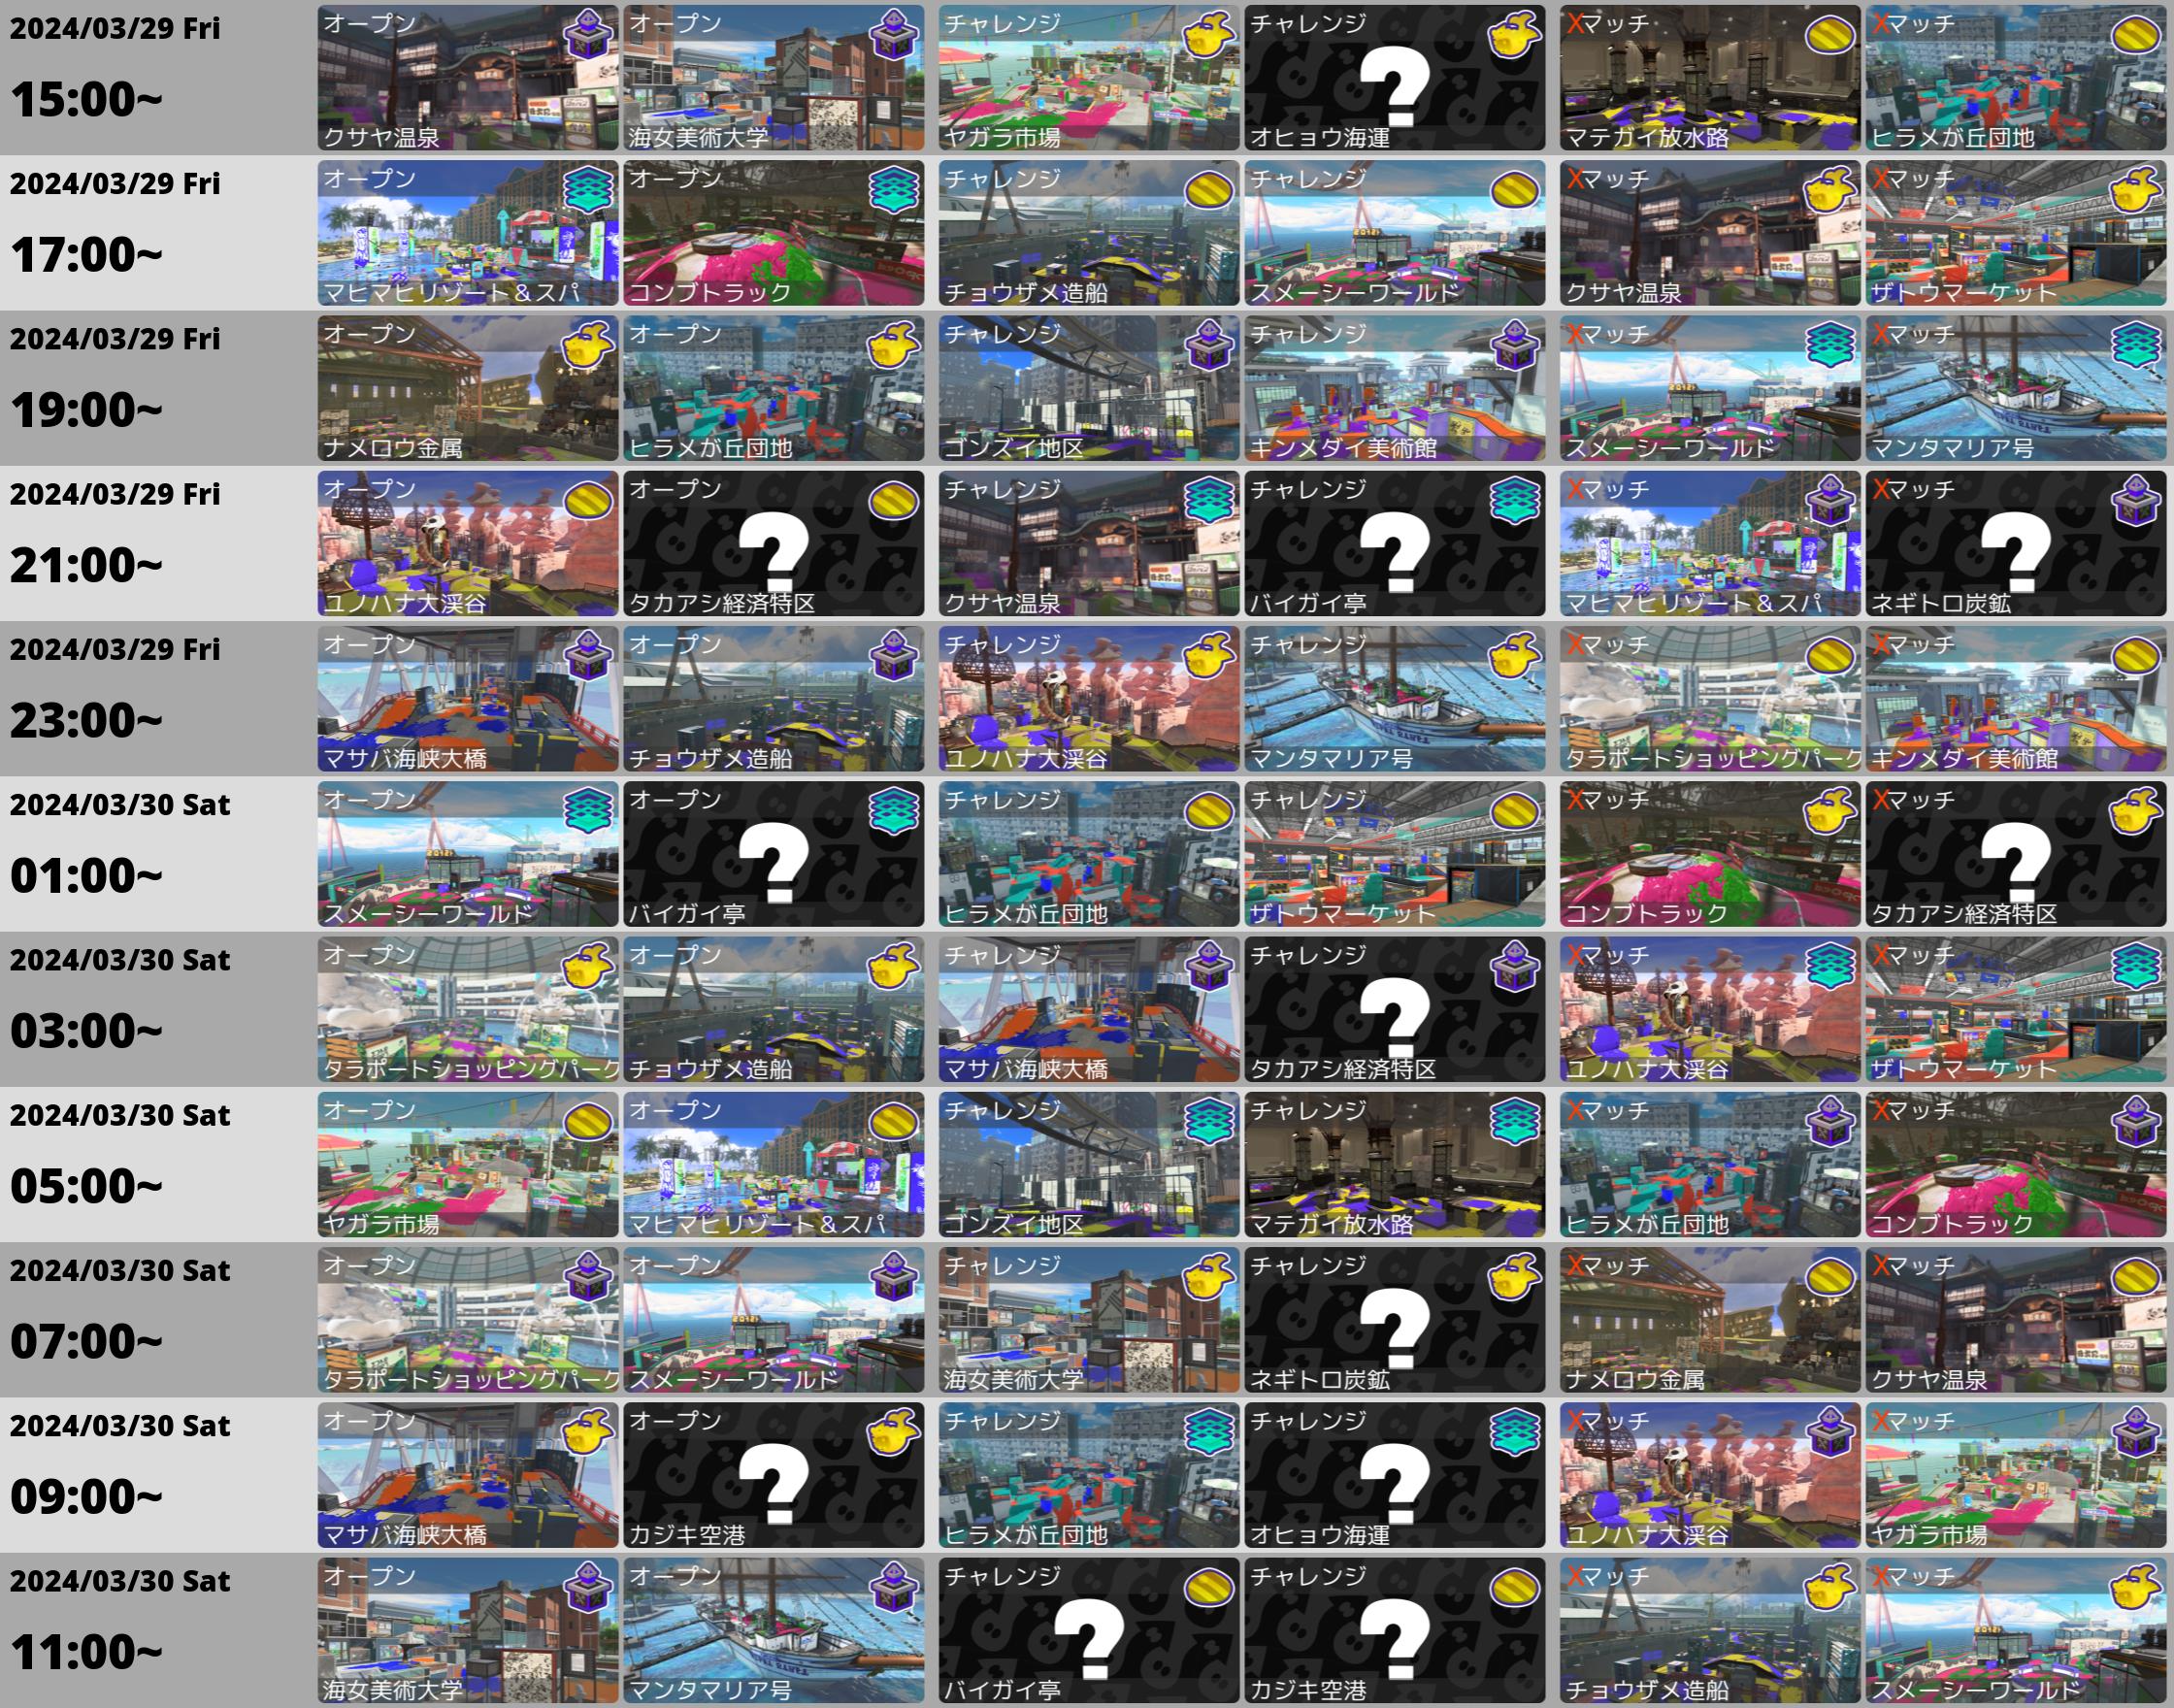 2024/03/29 Fri
15:00~
オープン
クサヤ温泉
オープン
海女美術大学
チャレンジ
ヤガラ市場
チャレンジ
オヒョウ海運
Xマッチ
マテガイ放水路
Xマッチ
ヒラメが丘団地
2024/03/29 Fri
17:00~
オープン
マヒマヒリゾート&スパ
オープン
コンブトラック
チャレンジ
チョウザメ造船
チャレンジ
スメーシーワールド
Xマッチ
クサヤ温泉
Xマッチ
ザトウマーケット
2024/03/29 Fri
19:00~
オープン
ナメロウ金属
オープン
ヒラメが丘団地
チャレンジ
ゴンズイ地区
チャレンジ
キンメダイ美術館
Xマッチ
スメーシーワールド
Xマッチ
マンタマリア号
2024/03/29 Fri
21:00~
オープン
ユノハナ大渓谷
オープン
タカアシ経済特区
チャレンジ
クサヤ温泉
チャレンジ
バイガイ亭
Xマッチ
マヒマヒリゾート&スパ
Xマッチ
ネギトロ炭鉱
2024/03/29 Fri
23:00~
オープン
マサバ海峡大橋
オープン
チョウザメ造船
チャレンジ
ユノハナ大渓谷
チャレンジ
マンタマリア号
Xマッチ
タラポートショッピングパーク
Xマッチ
キンメダイ美術館
2024/03/30 Sat
01:00~
オープン
スメーシーワールド
オープン
バイガイ亭
チャレンジ
ヒラメが丘団地
チャレンジ
ザトウマーケット
Xマッチ
コンブトラック
Xマッチ
タカアシ経済特区
2024/03/30 Sat
03:00~
オープン
タラポートショッピングパーク
オープン
チョウザメ造船
チャレンジ
マサバ海峡大橋
チャレンジ
タカアシ経済特区
Xマッチ
ユノハナ大渓谷
Xマッチ
ザトウマーケット
2024/03/30 Sat
05:00~
オープン
ヤガラ市場
オープン
マヒマヒリゾート&スパ
チャレンジ
ゴンズイ地区
チャレンジ
マテガイ放水路
Xマッチ
ヒラメが丘団地
Xマッチ
コンブトラック
2024/03/30 Sat
07:00~
オープン
タラポートショッピングパーク
オープン
スメーシーワールド
チャレンジ
海女美術大学
チャレンジ
ネギトロ炭鉱
Xマッチ
ナメロウ金属
Xマッチ
クサヤ温泉
2024/03/30 Sat
09:00~
オープン
マサバ海峡大橋
オープン
カジキ空港
チャレンジ
ヒラメが丘団地
チャレンジ
オヒョウ海運
Xマッチ
ユノハナ大渓谷
Xマッチ
ヤガラ市場
2024/03/30 Sat
11:00~
オープン
海女美術大学
オープン
マンタマリア号
チャレンジ
バイガイ亭
チャレンジ
カジキ空港
Xマッチ
チョウザメ造船
Xマッチ
スメーシーワールド